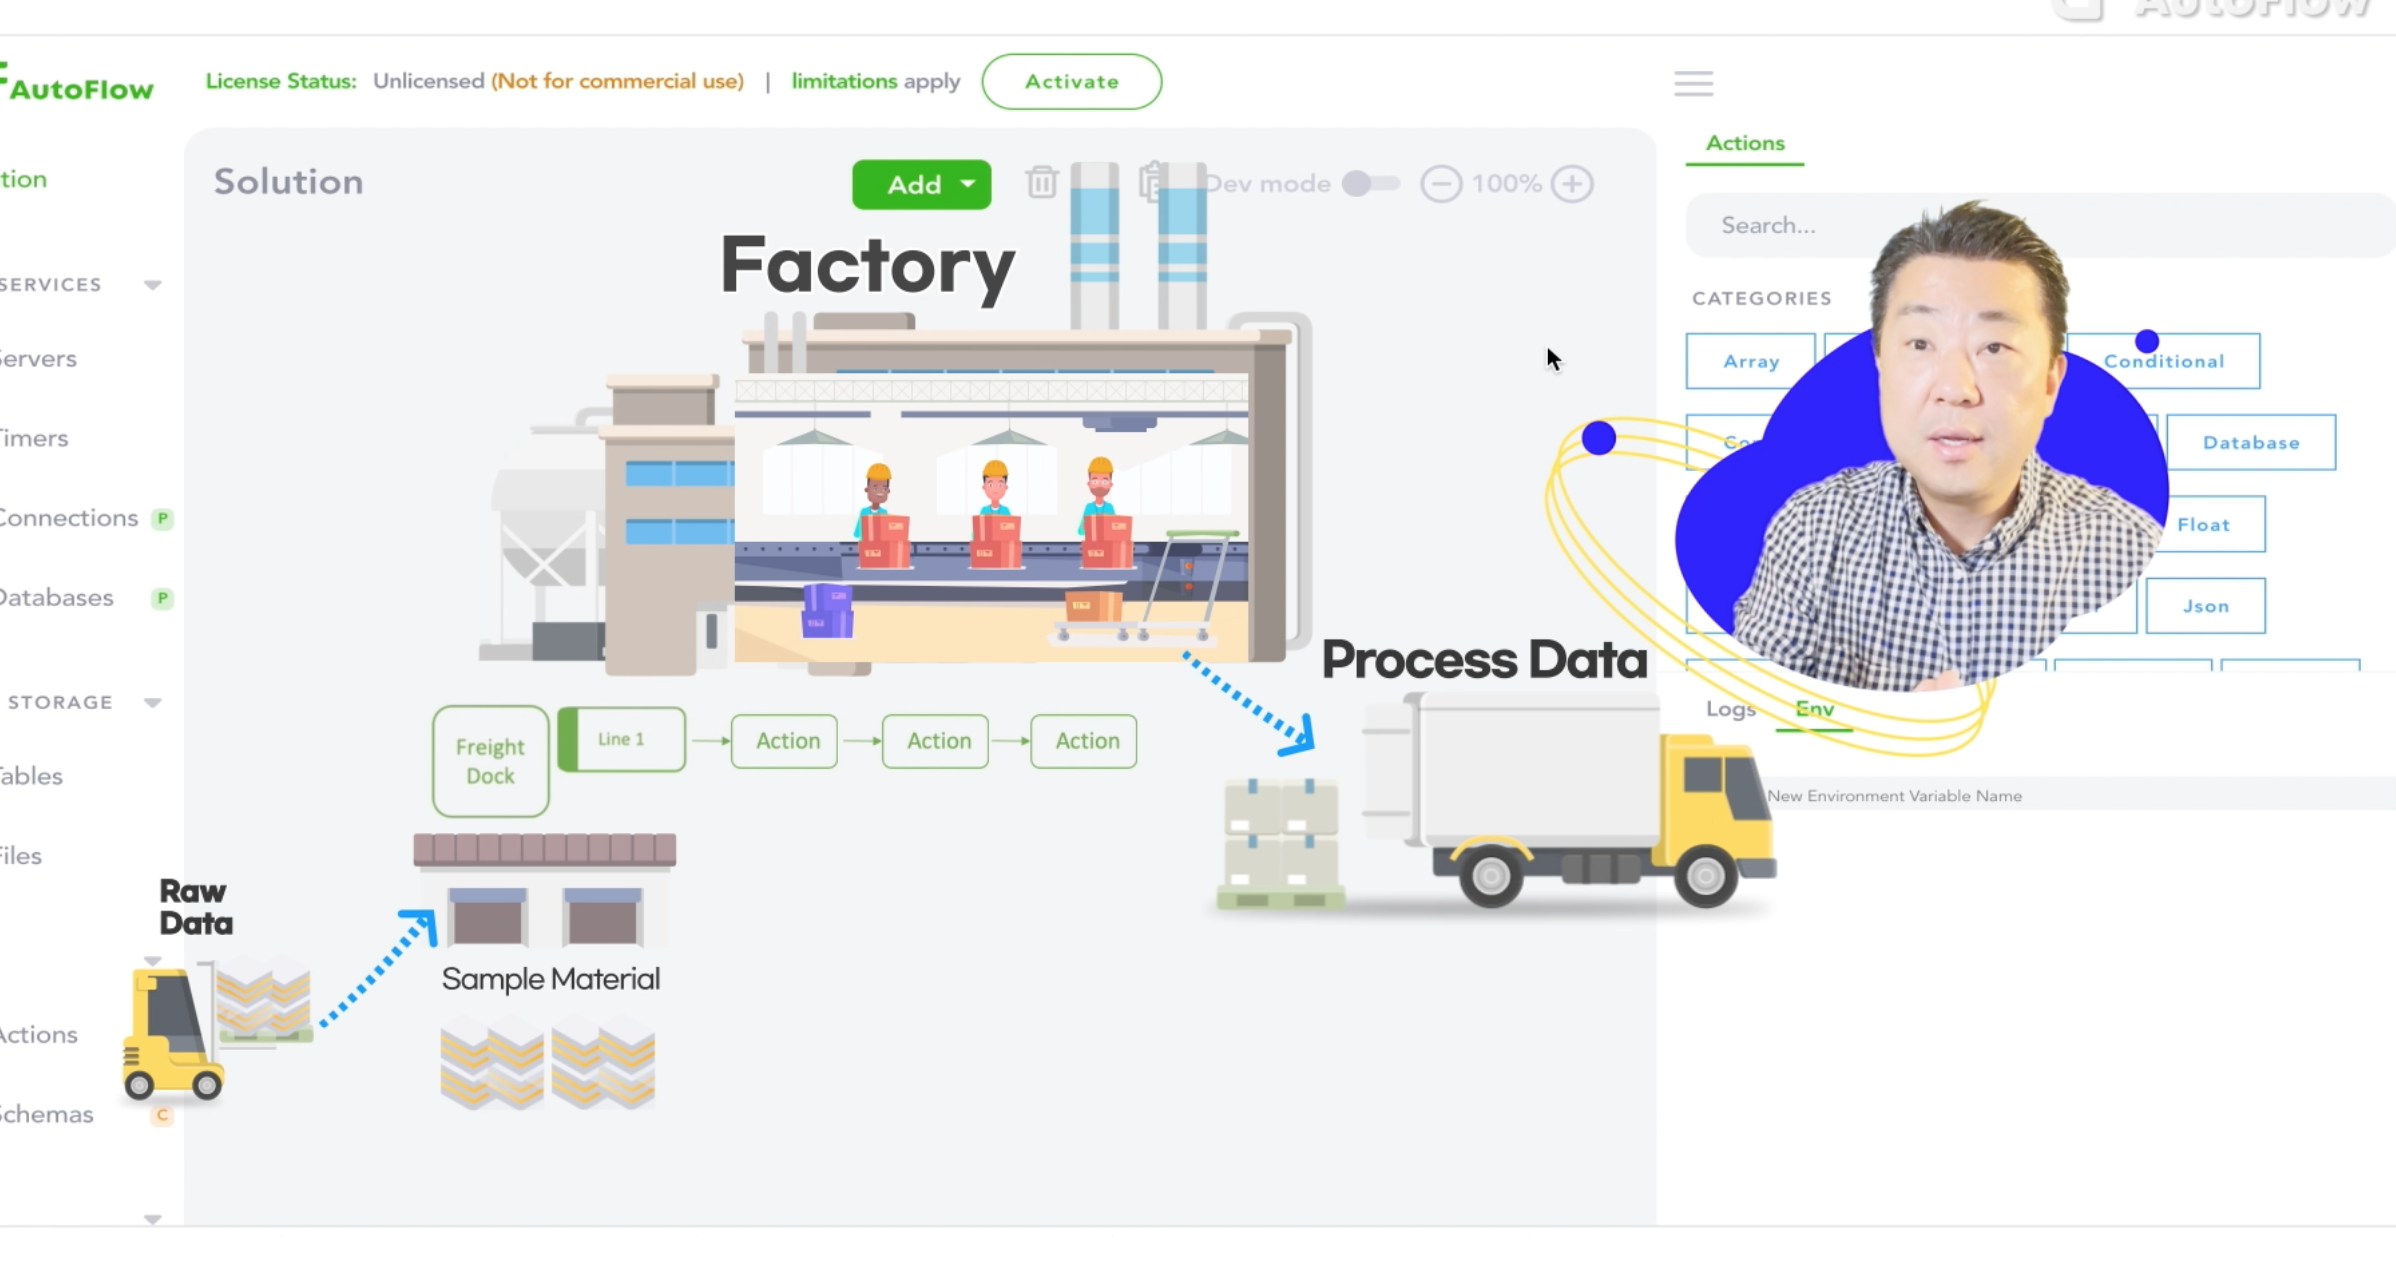 AutoFlow
AutoFlow
License Status: Unlicensed (Not for commercial use) | limitations apply
Activate
Actions
Solution
Add
Dev mode
100%
Search...
Factory
SERVICES
CATEGORIES
Array
Conditional
Servers
Timers
Database
Connections P
Float
Databases P
Json
Process Data
STORAGE
Logs
Env
Freight
Dock
Line 1
Action
Action
Action
Tables
New Environment Variable Name
Files
Raw
Data
Sample Material
Actions
Schemas C